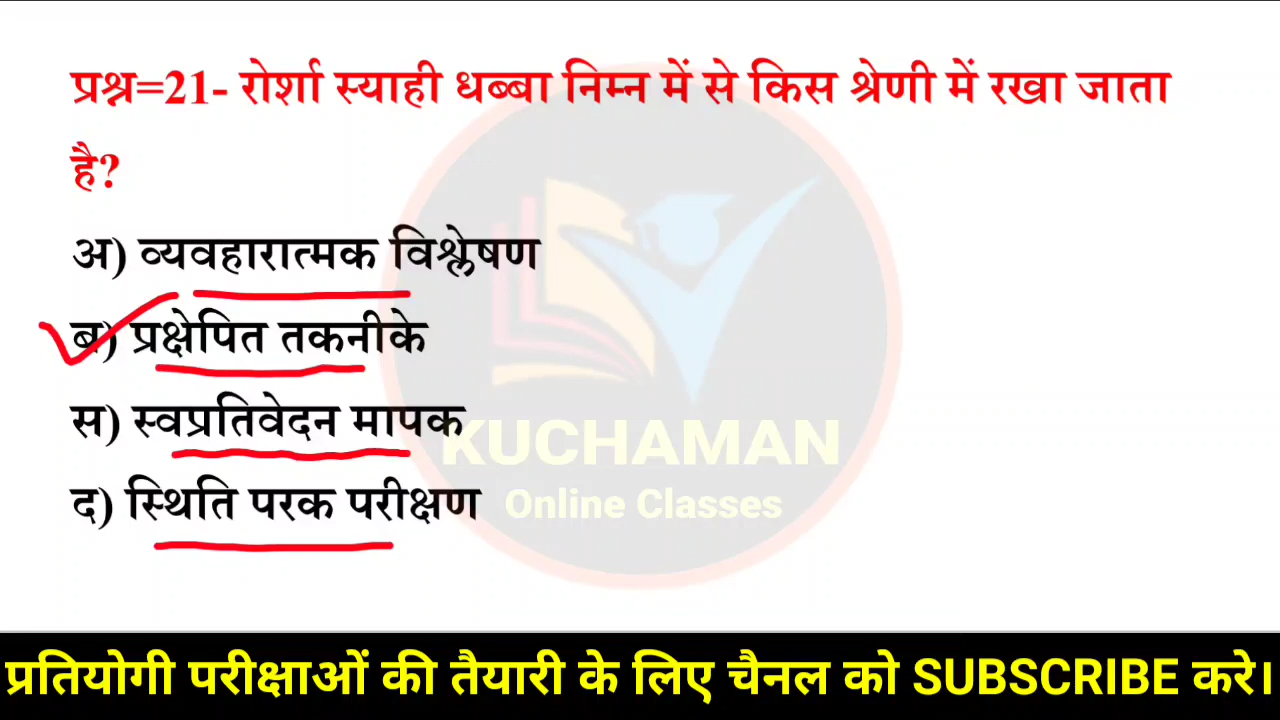 प्रश्न=21- रोर्शा स्याही धब्बा निम्न में से किस श्रेणी में रखा जाता
है?
अ) व्यवहारात्मक विश्लेषण
ब) प्रक्षेपित तकनीके
स) स्वप्रतिवेदन मापक
द) स्थिति परक परीक्षण
KUCHAMAN
Online Classes
प्रतियोगी परीक्षाओं की तैयारी के लिए चैनल को SUBSCRIBE करे।